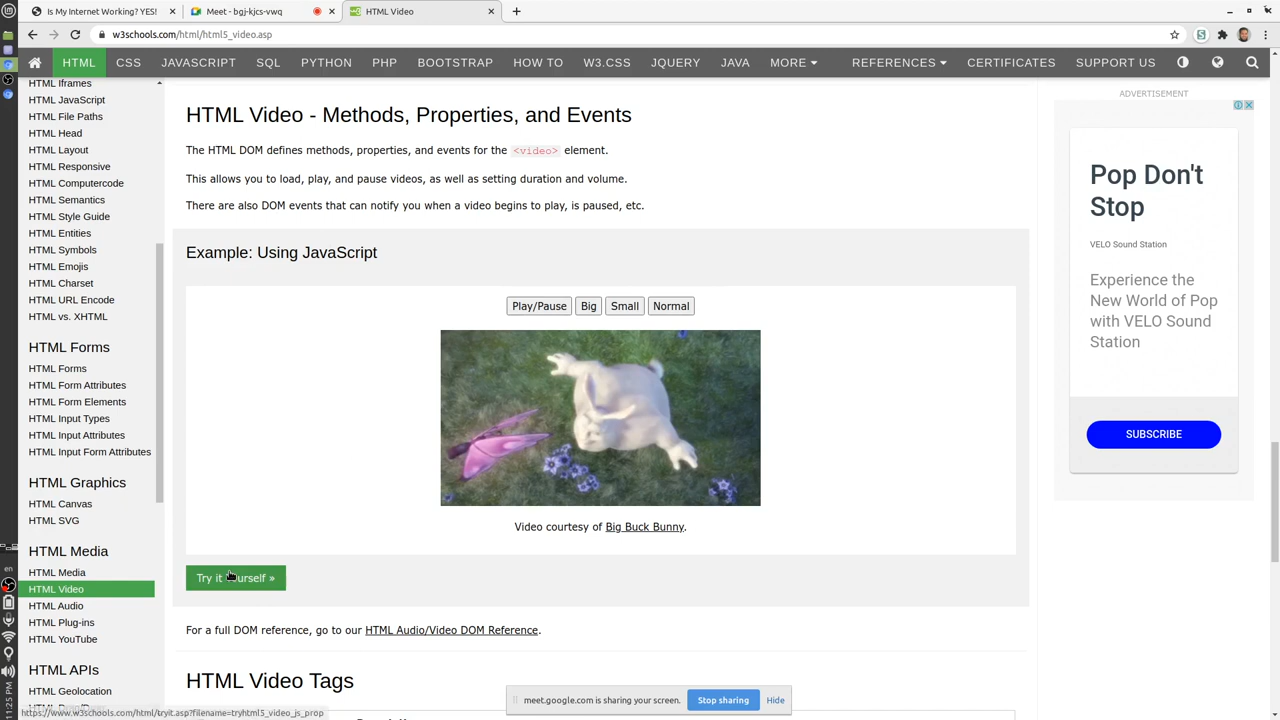 Is My Internet Working? YES!
Meet - bgj-kjcs-vwq
HTML Video
w3schools.com/html/html5_video.asp
HTML
CSS
JAVASCRIPT
SQL
PYTHON
PHP
BOOTSTRAP
HOW TO
W3.CSS
JQUERY
JAVA
MORE
REFERENCES
CERTIFICATES
SUPPORT US
HTML Iframes
HTML JavaScript
HTML File Paths
HTML Head
HTML Layout
HTML Responsive
HTML Computercode
HTML Semantics
HTML Style Guide
HTML Entities
HTML Symbols
HTML Emojis
HTML Charset
HTML URL Encode
HTML vs. XHTML
HTML Forms
HTML Forms
HTML Form Attributes
HTML Form Elements
HTML Input Types
HTML Input Attributes
HTML Input Form Attributes
HTML Graphics
HTML Canvas
HTML SVG
HTML Media
HTML Media
HTML Video
HTML Audio
HTML Plug-ins
HTML YouTube
HTML APIs
HTML Geolocation
https://www.w3schools.com/html/tryit.asp?filename=tryhtml5_video_js_prop
HTML Video - Methods, Properties, and Events
The HTML DOM defines methods, properties, and events for the <video> element.
This allows you to load, play, and pause videos, as well as setting duration and volume.
There are also DOM events that can notify you when a video begins to play, is paused, etc.
Example: Using JavaScript
Play/Pause
Big
Small
Normal
Video courtesy of Big Buck Bunny.
Try it »
For a full DOM reference, go to our HTML Audio/Video DOM Reference.
HTML Video Tags
meet.google.com is sharing your screen.
Stop sharing
Hide
ADVERTISEMENT
Pop Don't
Stop
VELO Sound Station
Experience the
New World of Pop
with VELO Sound
Station
SUBSCRIBE
en
11:25 PM